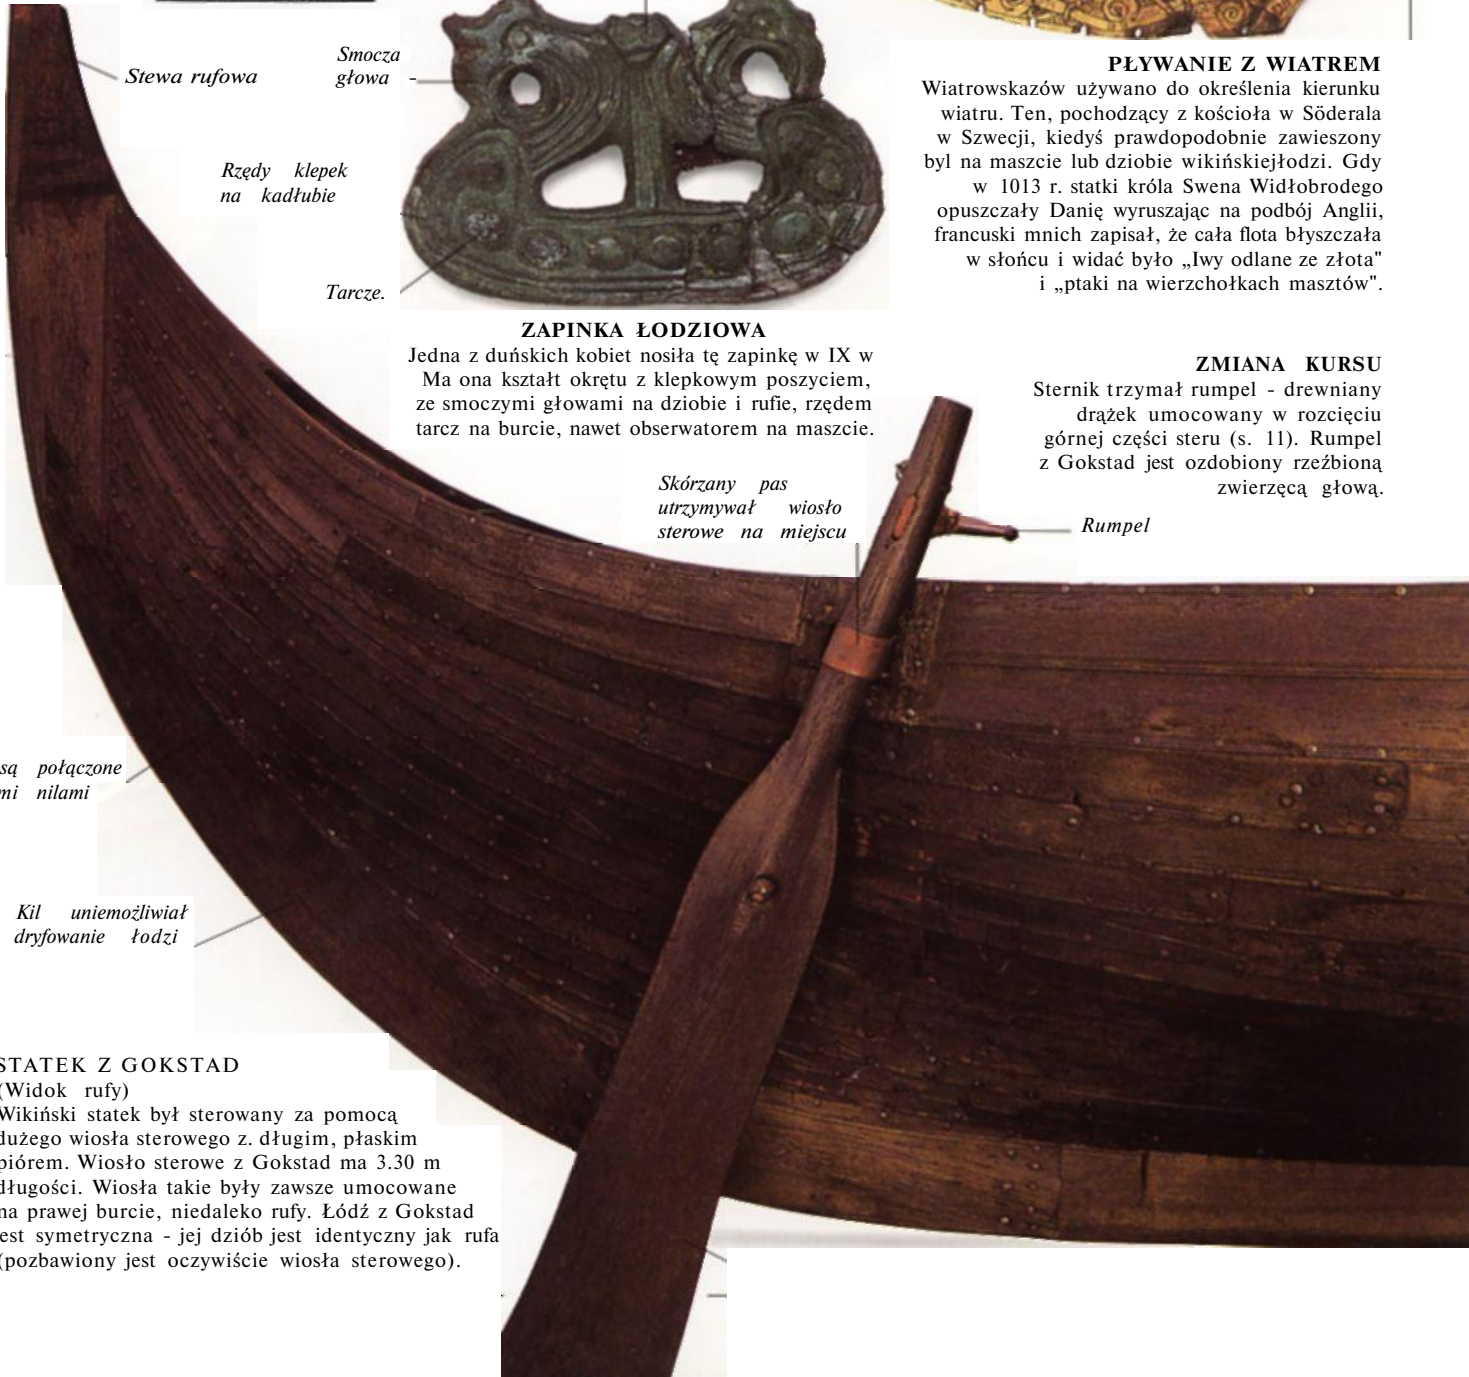 Stewa rufowa
Smocza
głowa -
Rzędy klepek
na kadłubie
Tarcze.
ZAPINKA ŁODZIOWA
Jedna z duńskich kobiet nosiła tę zapinkę w IX w
Ma ona kształt okrętu z klepkowym poszyciem,
ze smoczymi głowami na dziobie i rufie, rzędem
tarcz na burcie, nawet obserwatorem na maszcie.
PŁYWANIE Z WIATREM
Wiatrowskazów używano do określenia kierunku
wiatru. Ten, pochodzący z kościoła w Söderala
w Szwecji, kiedyś prawdopodobnie zawieszony
byl na maszcie lub dziobie wikińskiejłodzi. Gdy
w 1013 r. statki króla Swena Widłobrodego
opuszczały Danię wyruszając na podbój Anglii,
francuski mnich zapisał, że cała flota błyszczała
w słońcu i widać było „Iwy odlane ze złota"
i „ptaki na wierzchołkach masztów".
ZMIANA KURSU
Sternik trzymał rumpel - drewniany
drążek umocowany w rozcięciu
górnej części steru (s. 11). Rumpel
z Gokstad jest ozdobiony rzeźbioną
zwierzęcą głową.
Skórzany pas
utrzymywał wiosło
sterowe na miejscu
Rumpel
są połączone
mi nilami
Kil uniemożliwiał
dryfowanie łodzi
STATEK Z GOKSTAD
(Widok rufy)
Wikiński statek był sterowany za pomocą
dużego wiosła sterowego z. długim, płaskim
piórem. Wiosło sterowe z Gokstad ma 3.30 m
długości. Wiosła takie były zawsze umocowane
na prawej burcie, niedaleko rufy. Łódź z Gokstad
jest symetryczna - jej dziób jest identyczny jak rufa
(pozbawiony jest oczywiście wiosła sterowego).